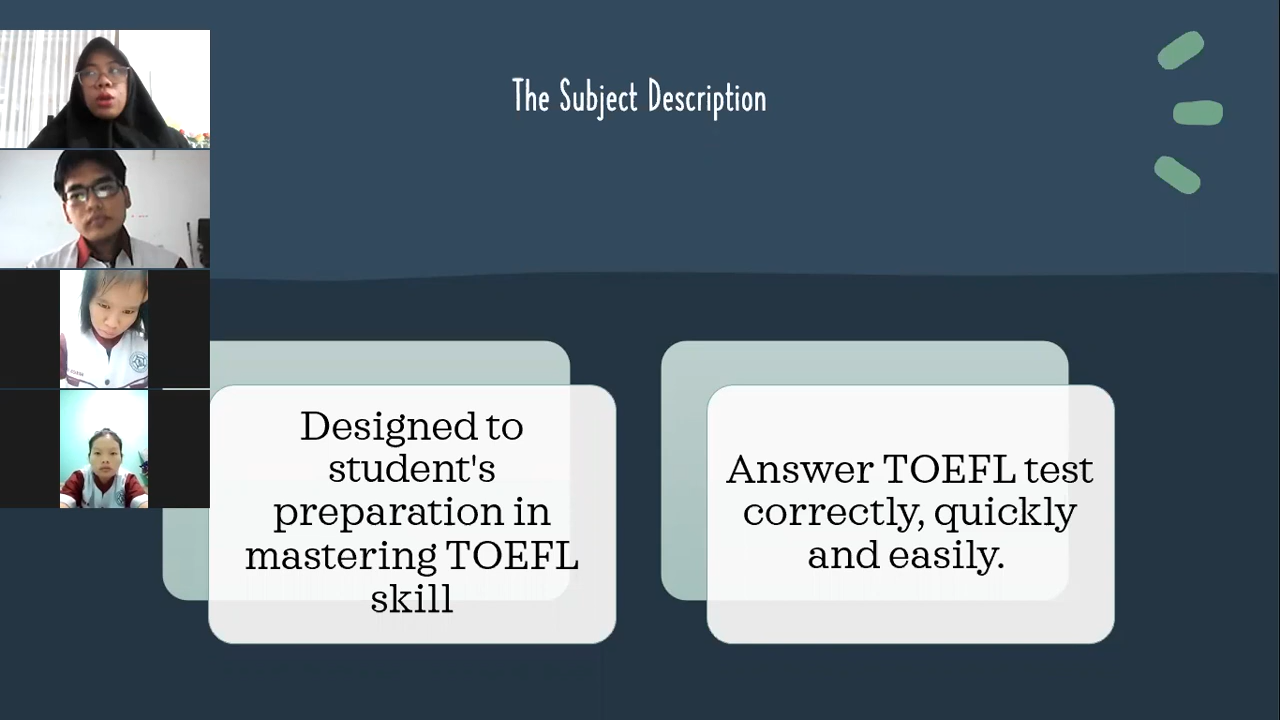 The Subject Description
Designed to
student's
preparation in
mastering TOEFL
skill
Answer TOEFL test
correctly, quickly
and easily.